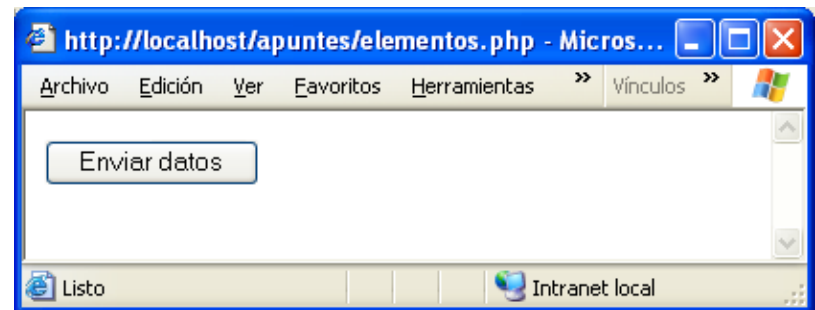 http://localhost/apuntes/elementos.php - Micros...
Archivo Edición Ver Favoritos Herramientas » Vínculos »
Enviar datos
Listo Intranet local